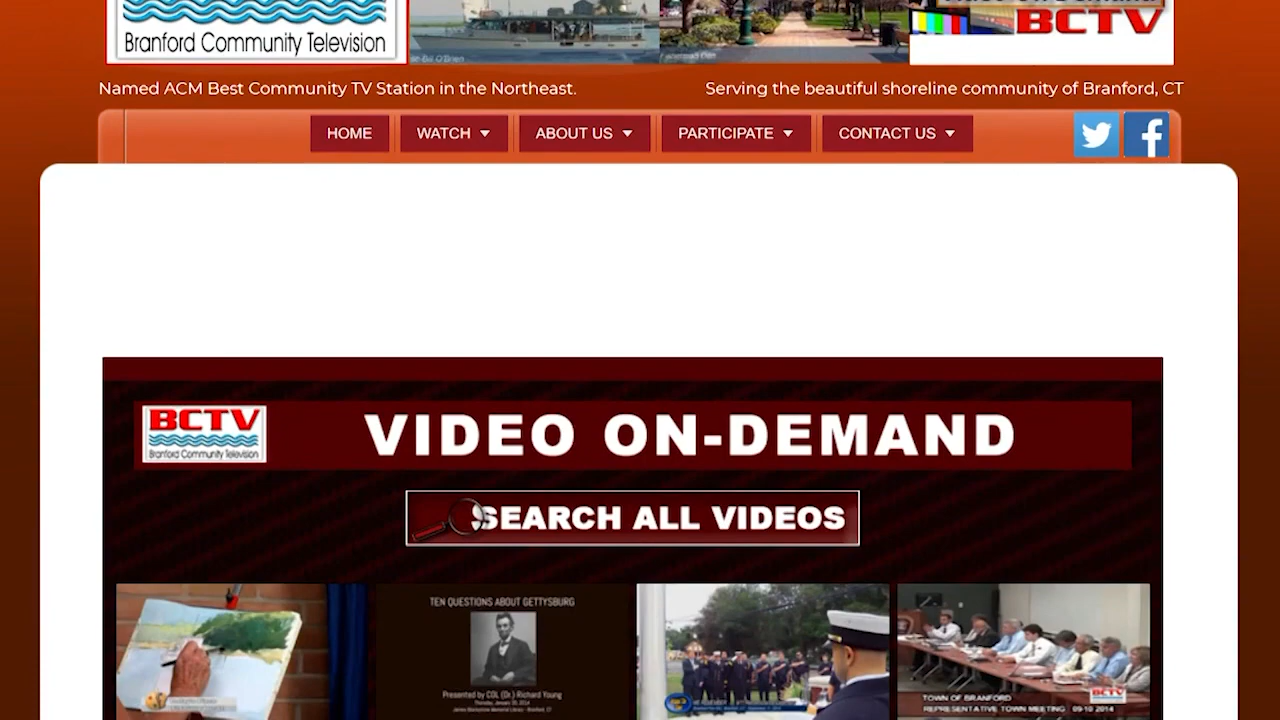 Branford Community Television
BCTV
Named ACM Best Community TV Station in the Northeast.
Serving the beautiful shoreline community of Branford, CT
HOME
WATCH
ABOUT US
PARTICIPATE
CONTACT US
BCTV
Branford Community Television
VIDEO ON-DEMAND
SEARCH ALL VIDEOS
TEN QUESTIONS ABOUT GETTYSBURG
Presented by COL (Dr.) Richard Young
BCTV
TOWN OF BRANFORD
REPRESENTATIVE TOWN MEETING 09-10 2014